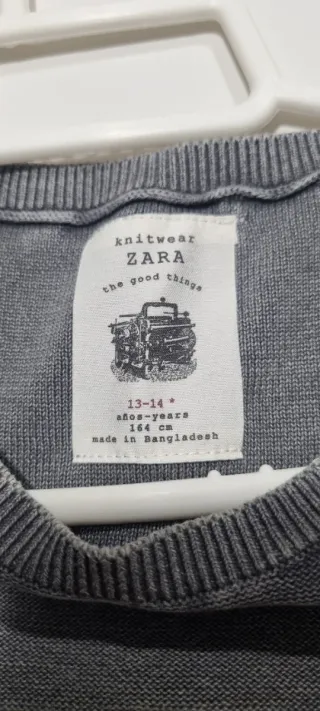 knitwear
ZARA
the good things
13-14 *
años-years
164 cm
made in Bangladesh